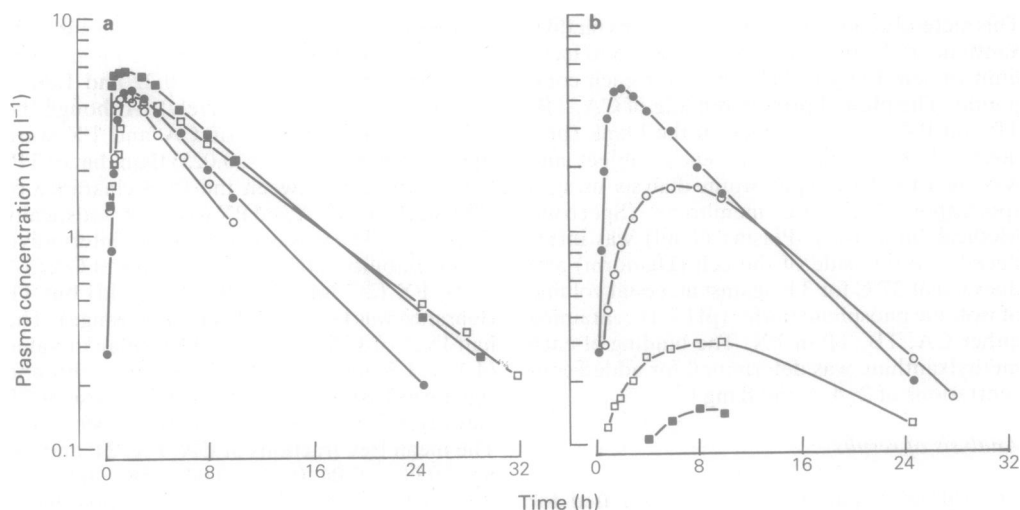 a
b
10
1
0.1
Plasma concentration (mg l⁻¹)
0 8 16 24 32
0 8 16 24 32
Time (h)